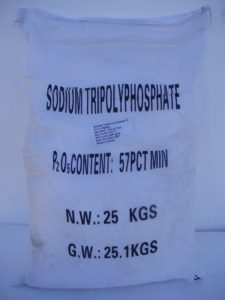 SODIUM TRIPOLYPHOSPHATE
P₂O₅ CONTENT: 57PCT MIN
N.W.: 25 KGS
G.W.: 25.1KGS